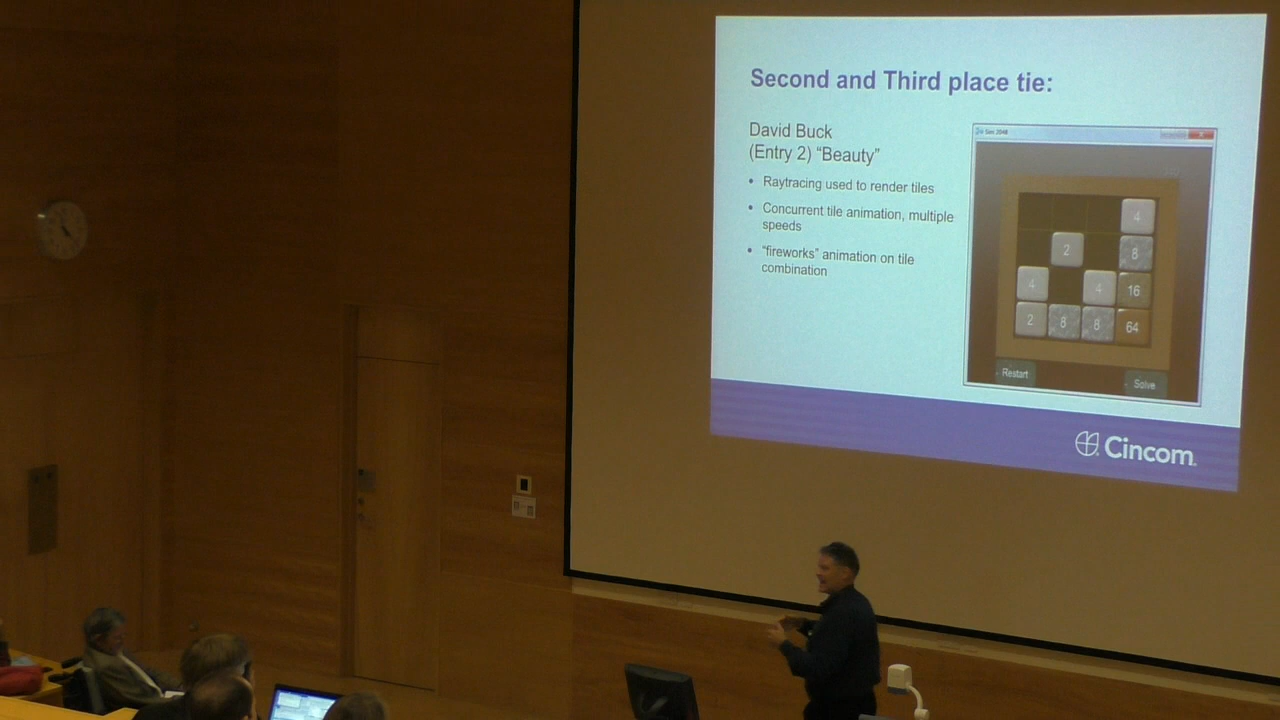 Second and Third place tie:
David Buck
(Entry 2) “Beauty”
• Raytracing used to render tiles
• Concurrent tile animation, multiple
speeds
• “fireworks” animation on tile
combination
4
2
8
4
4
16
2
8
8
64
Restart
Solve
Cincom